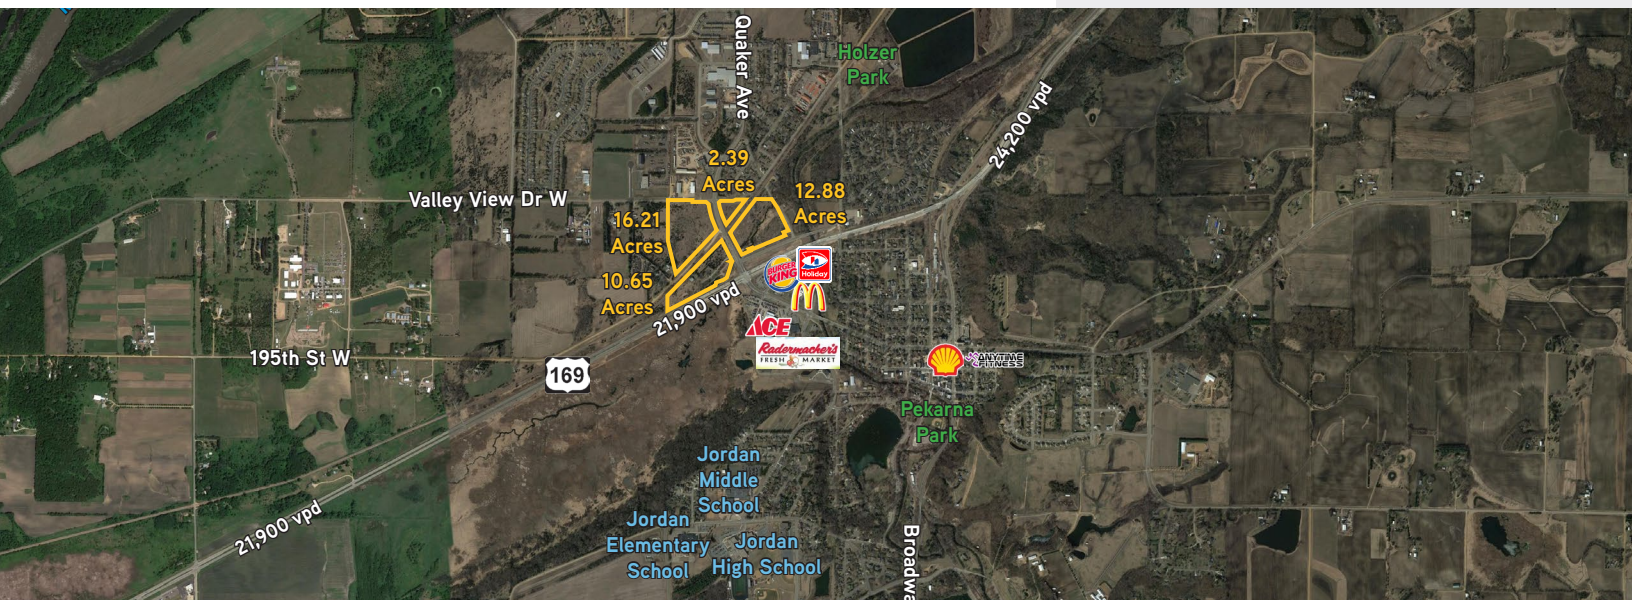 Quaker Ave
Holzer
Park
24,200 vpd
2.39
Acres
12.88
Acres
Valley View Dr W
16.21
Acres
10.65
Acres
BURGER
KING
Holiday
21,900 vpd
ACE
Radermacher's
FRESH MARKET
195th St W
169
ANYTIME
FITNESS
Pekarna
Park
Jordan
Middle
School
Jordan
Elementary
School
Jordan
High School
21,900 vpd
Broadwa